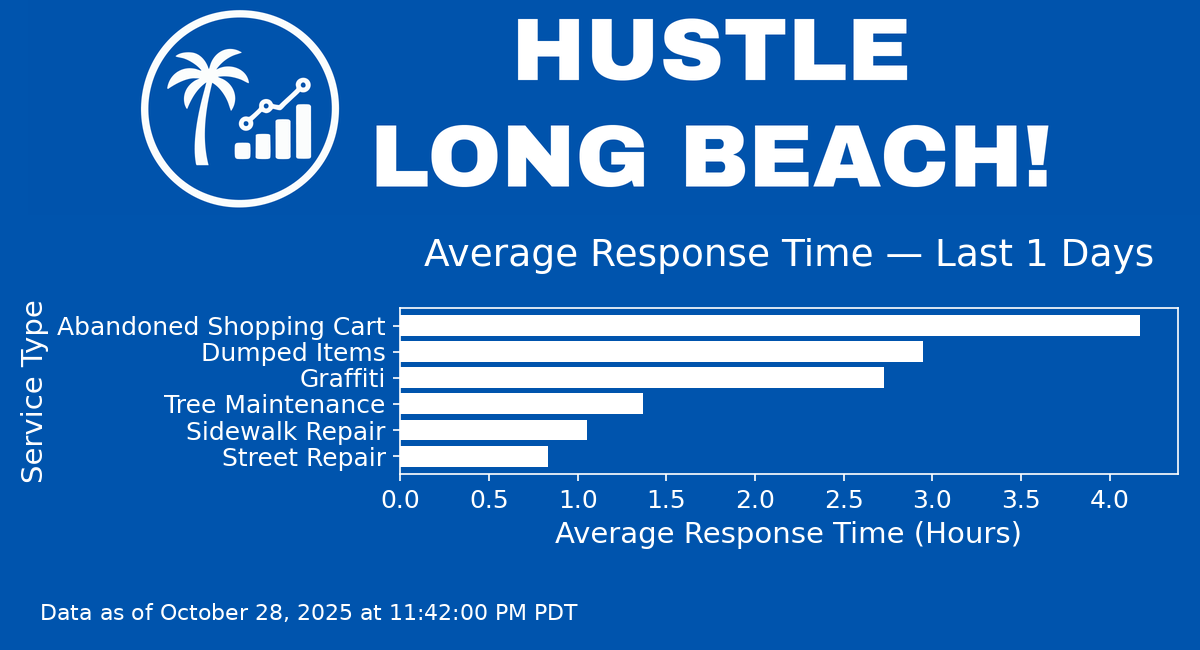 HUSTLE
LONG BEACH!
Average Response Time — Last 1 Days
Service Type
Abandoned Shopping Cart
Dumped Items
Graffiti
Tree Maintenance
Sidewalk Repair
Street Repair
0.0 0.5 1.0 1.5 2.0 2.5 3.0 3.5 4.0
Average Response Time (Hours)
Data as of October 28, 2025 at 11:42:00 PM PDT